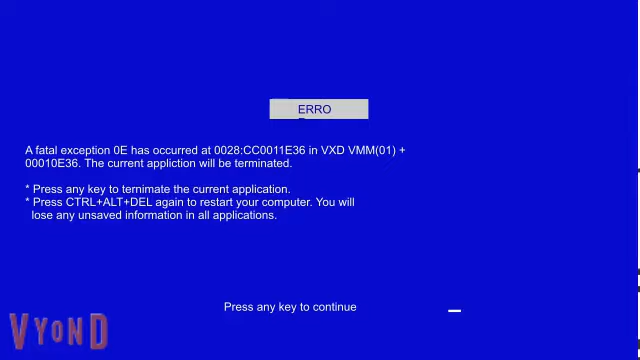 ERRO
A fatal exception 0E has occurred at 0028:CC0011E36 in VXD VMM(01) +
00010E36. The current appliction will be terminated.
* Press any key to ternimate the current application.
* Press CTRL+ALT+DEL again to restart your computer. You will
lose any unsaved information in all applications.
Press any key to continue
VYOND